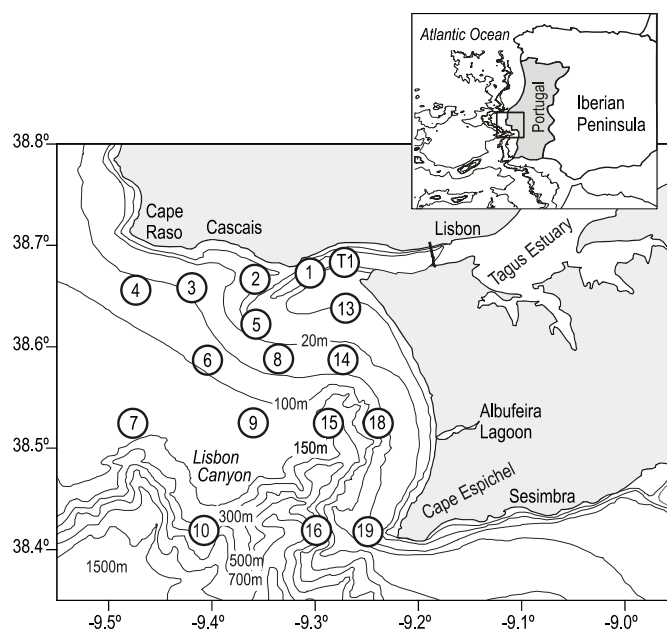 Atlantic Ocean
Portugal
Iberian
Peninsula
38.8º
38.7º
38.6º
38.5º
38.4º
Cape
Raso
Cascais
Lisbon
Tagus Estuary
T1
1
2
3
4
13
5
20m
6
8
14
100m
7
9
15
18
Albufeira
Lagoon
150m
Lisbon
Canyon
Cape Espichel
Sesimbra
300m
10
16
19
500m
700m
1500m
-9.5º
-9.4º
-9.3º
-9.2º
-9.1º
-9.0º